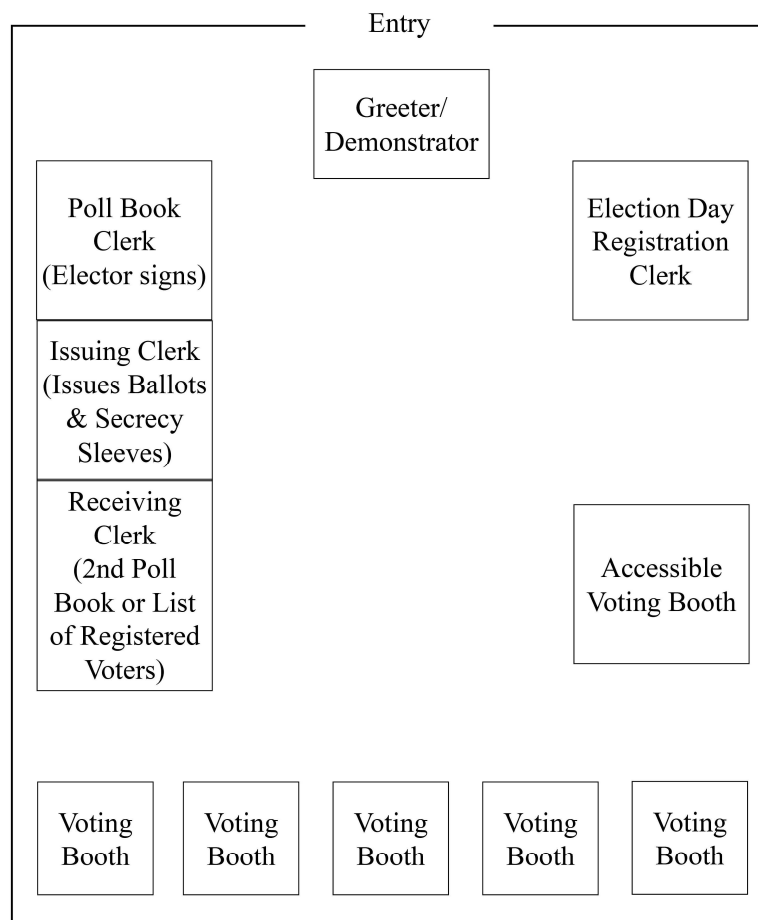 Entry
Greeter/
Demonstrator
Poll Book
Clerk
(Elector signs)
Election Day
Registration
Clerk
Issuing Clerk
(Issues Ballots
& Secrecy
Sleeves)
Receiving
Clerk
(2nd Poll
Book or List
of Registered
Voters)
Accessible
Voting Booth
Voting
Booth
Voting
Booth
Voting
Booth
Voting
Booth
Voting
Booth